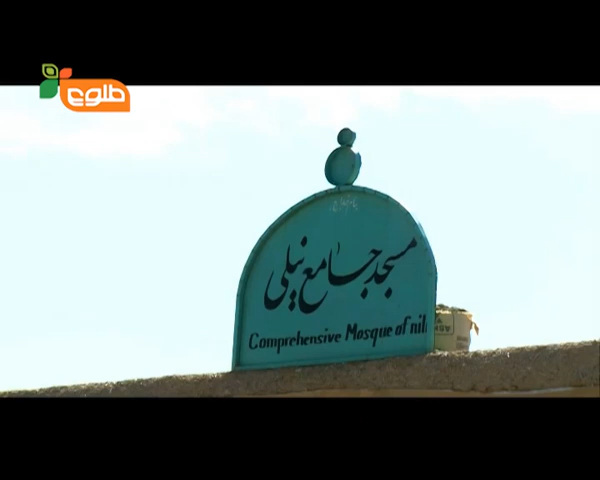 طلوع
مسجد جامع نیلی
Comprehensive Mosque of nili